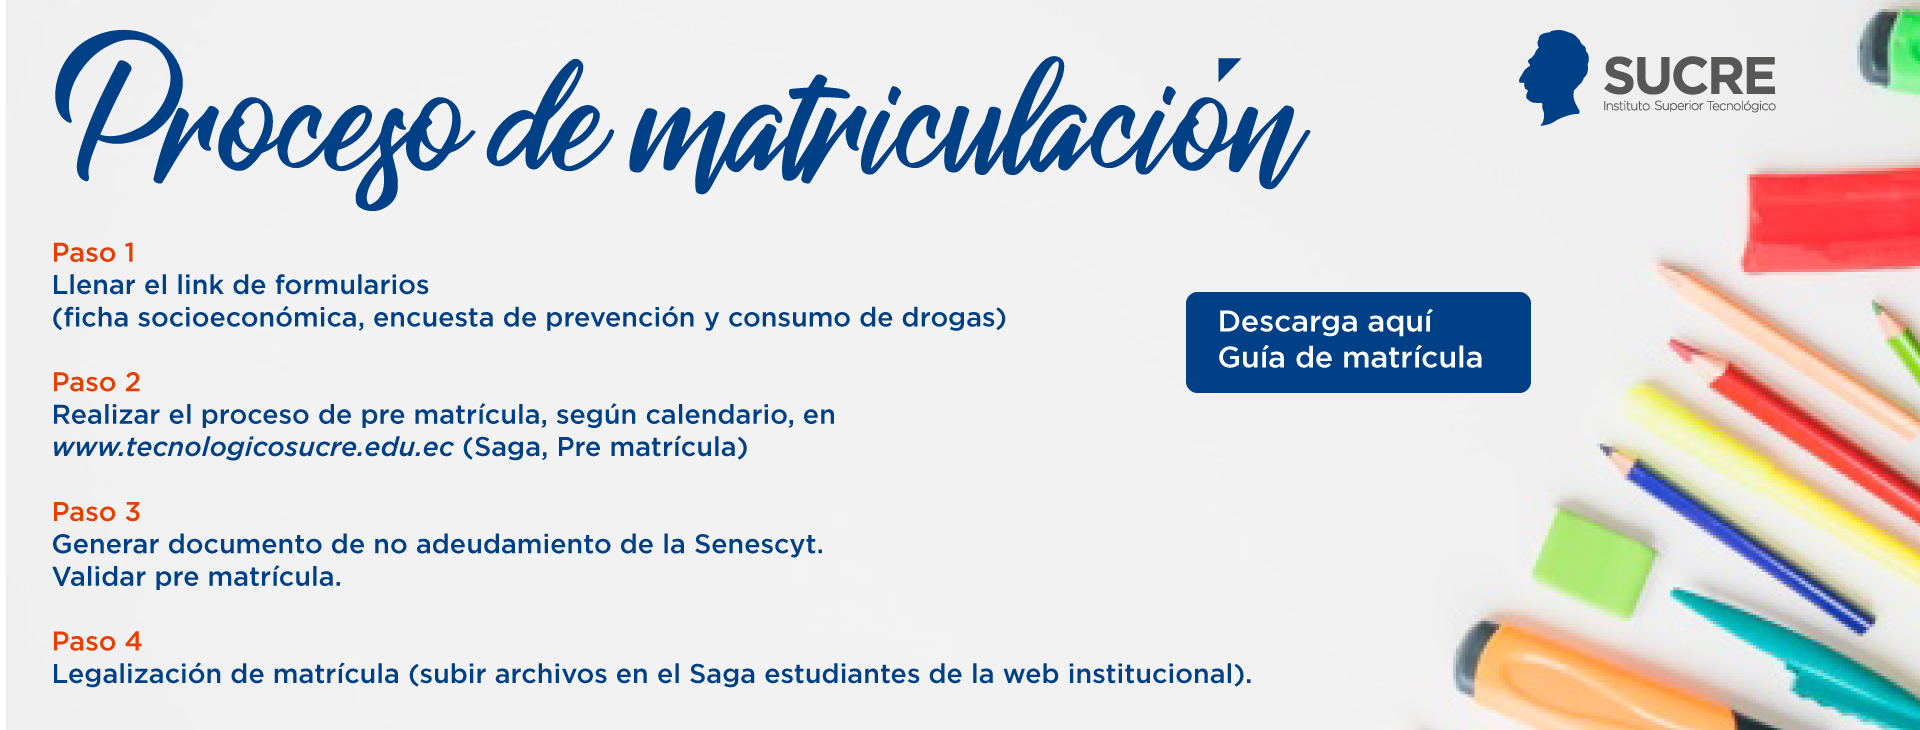 Proceso de matriculación
SUCRE
Instituto Superior Tecnológico
Paso 1
Llenar el link de formularios
(ficha socioeconómica, encuesta de prevención y consumo de drogas)
Descarga aquí
Guía de matrícula
Paso 2
Realizar el proceso de pre matrícula, según calendario, en
www.tecnologicosucre.edu.ec (Saga, Pre matrícula)
Paso 3
Generar documento de no adeudamiento de la Senescyt.
Validar pre matrícula.
Paso 4
Legalización de matrícula (subir archivos en el Saga estudiantes de la web institucional).